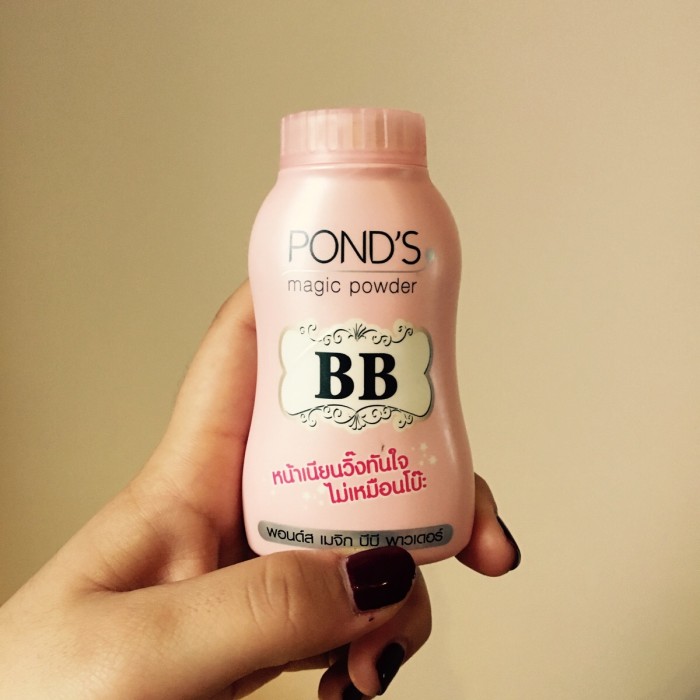 POND'S
magic powder
BB
หน้าเนียนวิ๊งทันใจ
ไม่เหมือนโบ๊ะ
พอนด์ส เมจิก บีบี พาวเดอร์